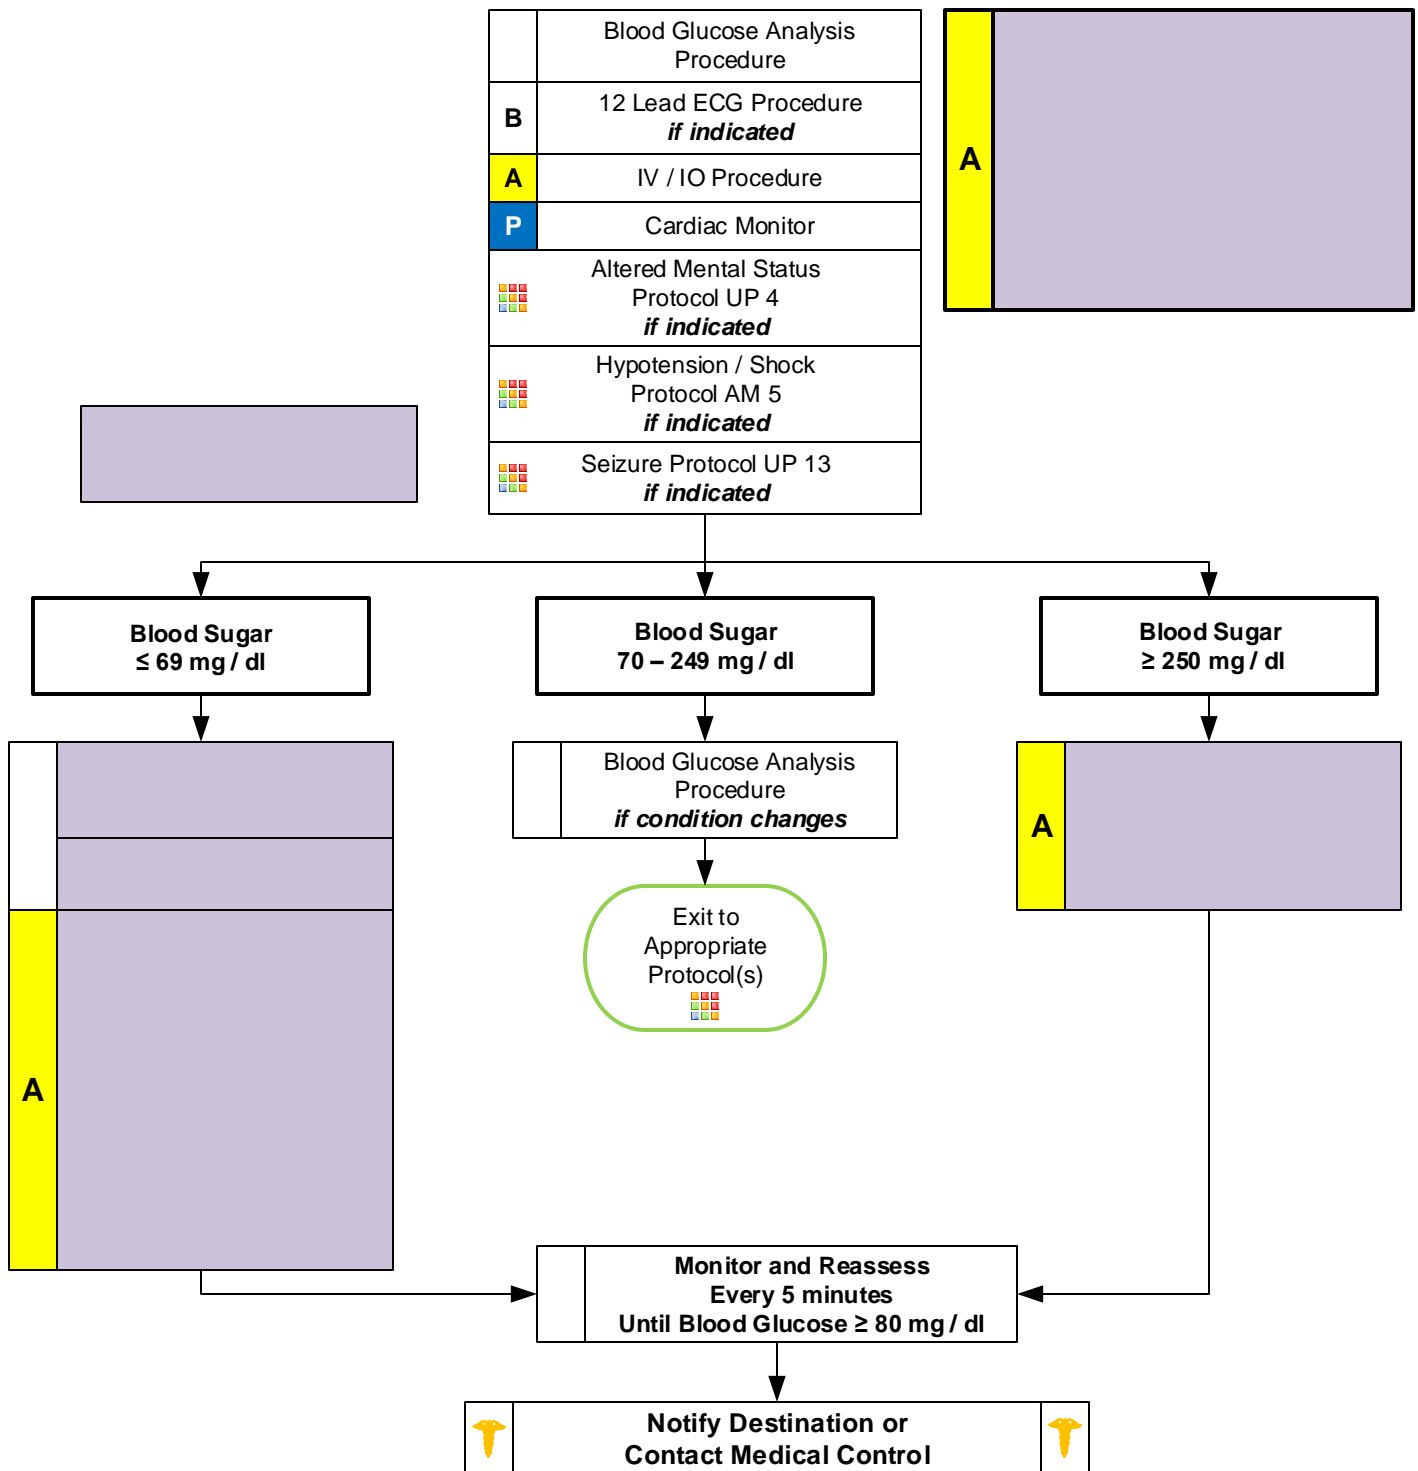 Blood Glucose Analysis
Procedure
B
12 Lead ECG Procedure
if indicated
A
IV / IO Procedure
P
Cardiac Monitor
Altered Mental Status
Protocol UP 4
if indicated
Hypotension / Shock
Protocol AM 5
if indicated
Seizure Protocol UP 13
if indicated
A
Blood Sugar
≤ 69 mg / dl
Blood Sugar
70 – 249 mg / dl
Blood Sugar
≥ 250 mg / dl
A
Blood Glucose Analysis
Procedure
if condition changes
Exit to
Appropriate
Protocol(s)
A
Monitor and Reassess
Every 5 minutes
Until Blood Glucose ≥ 80 mg / dl
Notify Destination or
Contact Medical Control